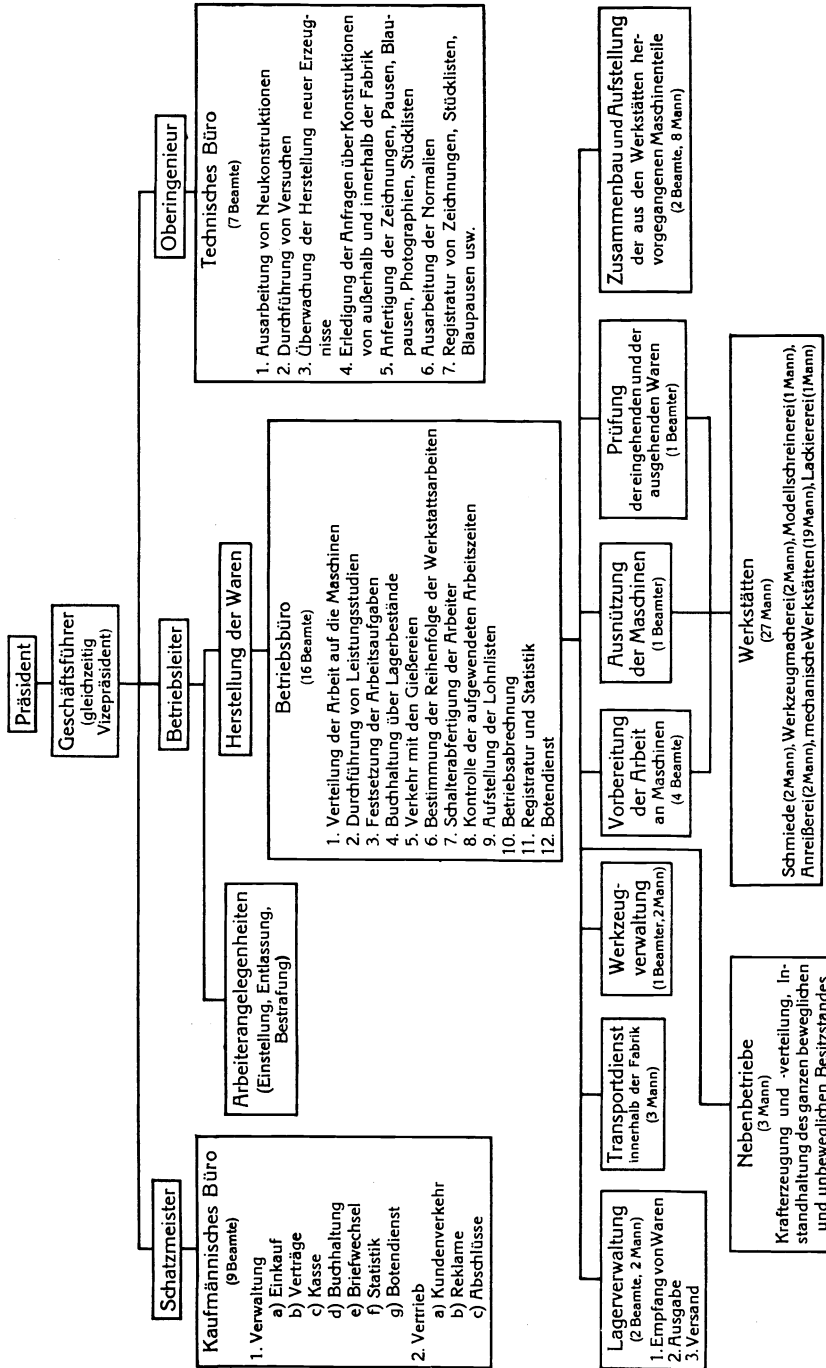 Präsident
Geschäftsführer
(gleichzeitig
Vizepräsident)
Schatzmeister
Betriebsleiter
Oberingenieur
Kaufmännisches Büro
(9 Beamte)
1. Verwaltung
a) Einkauf
b) Verträge
c) Kasse
d) Buchhaltung
e) Briefwechsel
f) Statistik
g) Botendienst
2. Vertrieb
a) Kundenverkehr
b) Reklame
c) Abschlüsse
Arbeiterangelegenheiten
(Einstellung, Entlassung,
Bestrafung)
Herstellung der Waren
Betriebsbüro
(16 Beamte)
1. Verteilung der Arbeit auf die Maschinen
2. Durchführung von Leistungsstudien
3. Festsetzung der Arbeitsaufgaben
4. Buchhaltung über Lagerbestände
5. Verkehr mit den Gießereien
6. Bestimmung der Reihenfolge der Werkstattsarbeiten
7. Schalterabfertigung der Arbeiter
8. Kontrolle der aufgewendeten Arbeitszeiten
9. Aufstellung der Lohnlisten
10. Betriebsabrechnung
11. Registratur und Statistik
12. Botendienst
Technisches Büro
(7 Beamte)
1. Ausarbeitung von Neukonstruktionen
2. Durchführung von Versuchen
3. Überwachung der Herstellung neuer Erzeug-
nisse
4. Erledigung der Anfragen über Konstruktionen
von außerhalb und innerhalb der Fabrik
5. Anfertigung der Zeichnungen, Pausen, Blau-
pausen, Photographien, Stücklisten
6. Ausarbeitung der Normalien
7. Registratur von Zeichnungen, Stücklisten,
Blaupausen usw.
Lagerverwaltung
(2 Beamte, 2 Mann)
1. Empfang von Waren
2. Ausgabe
3. Versand
Transportdienst
innerhalb der Fabrik
(3 Mann)
Werkzeug-
verwaltung
(1 Beamter, 2 Mann)
Vorbereitung
der Arbeit
an Maschinen
(4 Beamte)
Ausnützung
der Maschinen
(1 Beamter)
Prüfung
der eingehenden und der
ausgehenden Waren
(1 Beamter)
Zusammenbau und Aufstellung
der aus den Werkstätten her-
vorgegangenen Maschinenteile
(2 Beamte, 8 Mann)
Nebenbetriebe
(3 Mann)
Krafterzeugung und -verteilung, In-
standhaltung des ganzen beweglichen
und unbeweglichen Besitzstandes
Werkstätten
(27 Mann)
Schmiede (2 Mann), Werkzeugmacherei (2 Mann), Modellschreinerei (1 Mann),
Anreißerei (2 Mann), mechanische Werkstätten (19 Mann), Lackiererei (1 Mann)